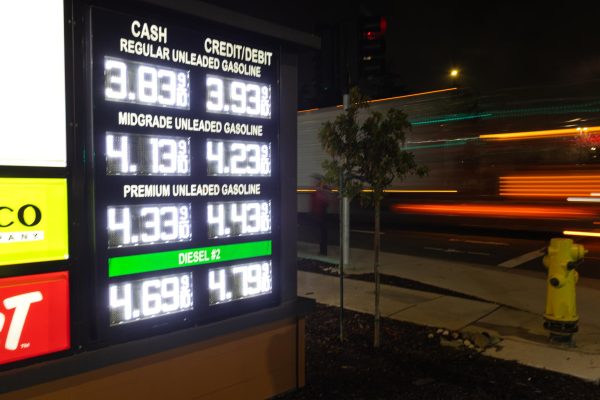 CASH CREDIT/DEBIT
REGULAR UNLEADED GASOLINE
3.83 9/10 3.93 9/10
MIDGRADE UNLEADED GASOLINE
4.13 9/10 4.23 9/10
PREMIUM UNLEADED GASOLINE
4.33 9/10 4.43 9/10
DIESEL #2
4.69 9/10 4.79 9/10
CO
PANY
T